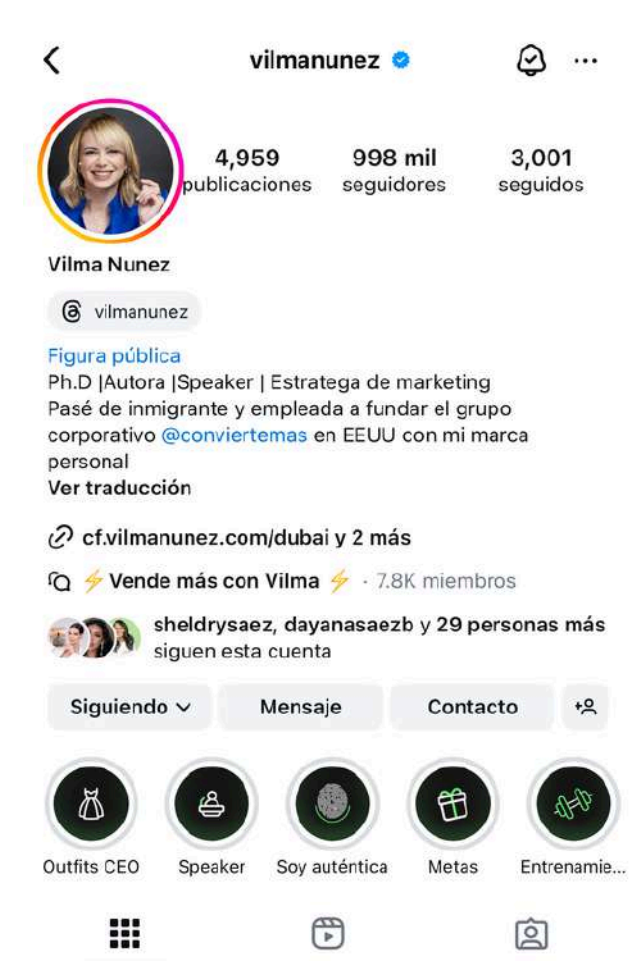 vilmanunez
4,959 998 mil 3,001
publicaciones seguidores seguidos
Vilma Nunez
vilmanunez
Figura pública
Ph.D |Autora |Speaker | Estratega de marketing
Pasé de inmigrante y empleada a fundar el grupo
corporativo @conviertemas en EEUU con mi marca
personal
Ver traducción
cf.vilmanunez.com/dubai y 2 más
⚡ Vende más con Vilma ⚡ · 7.8K miembros
sheldrysaez, dayanasaezb y 29 personas más
siguen esta cuenta
Siguiendo Mensaje Contacto
Outfits CEO Speaker Soy auténtica Metas Entrenamie...